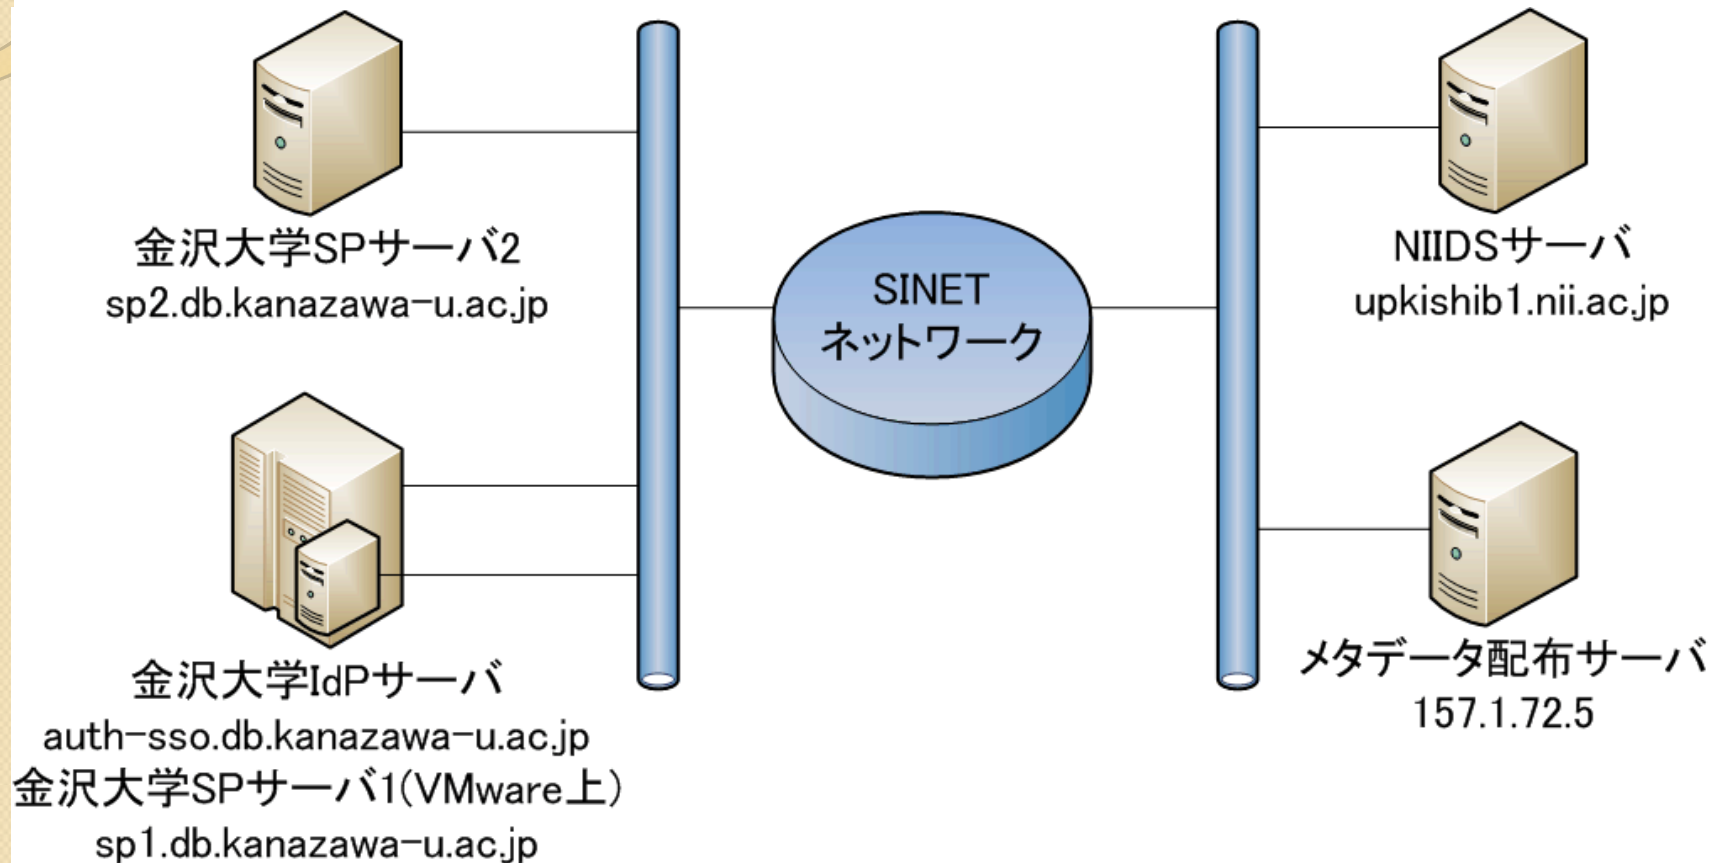 金沢大学SPサーバ2
sp2.db.kanazawa-u.ac.jp
金沢大学IdPサーバ
auth-sso.db.kanazawa-u.ac.jp
金沢大学SPサーバ1(VMware上)
sp1.db.kanazawa-u.ac.jp
SINET
ネットワーク
NIIDSサーバ
upkishib1.nii.ac.jp
メタデータ配布サーバ
157.1.72.5